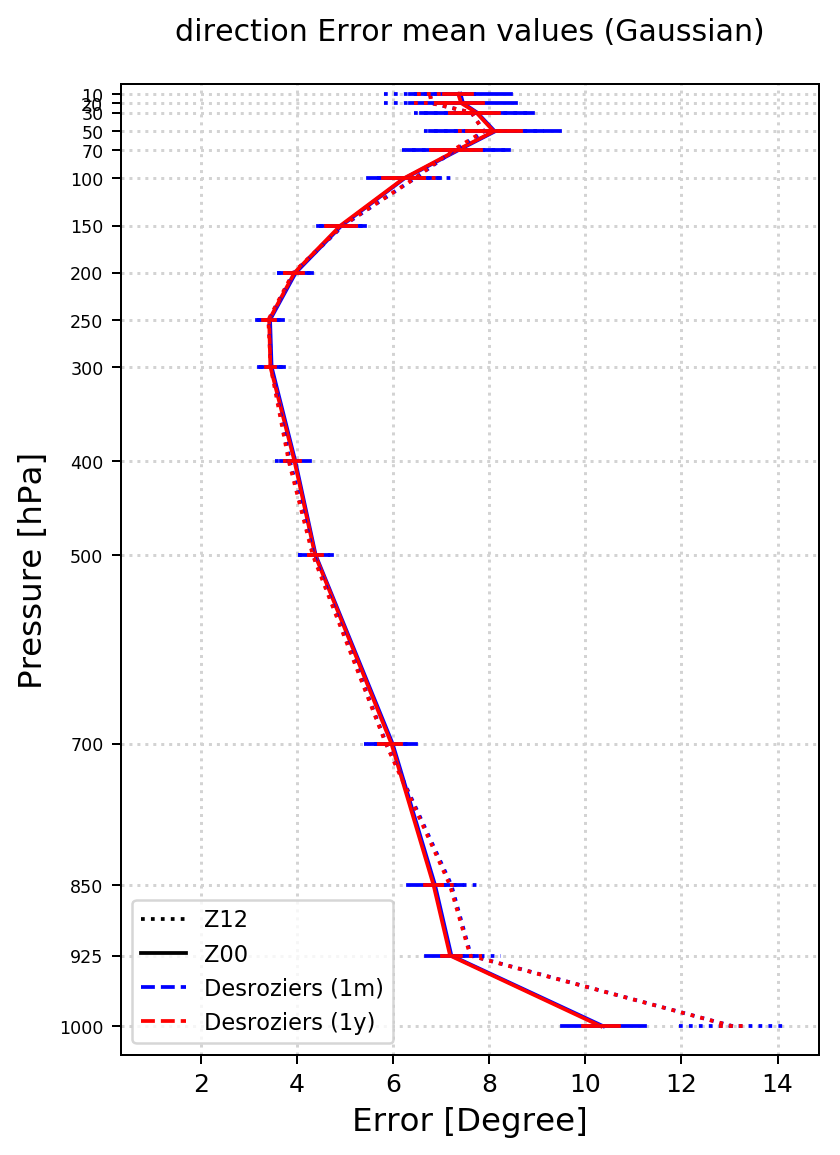 direction Error mean values (Gaussian)
10
20
30
50
70
100
150
200
250
300
400
500
700
850
925
1000
Pressure [hPa]
Z12
Z00
Desroziers (1m)
Desroziers (1y)
2 4 6 8 10 12 14
Error [Degree]